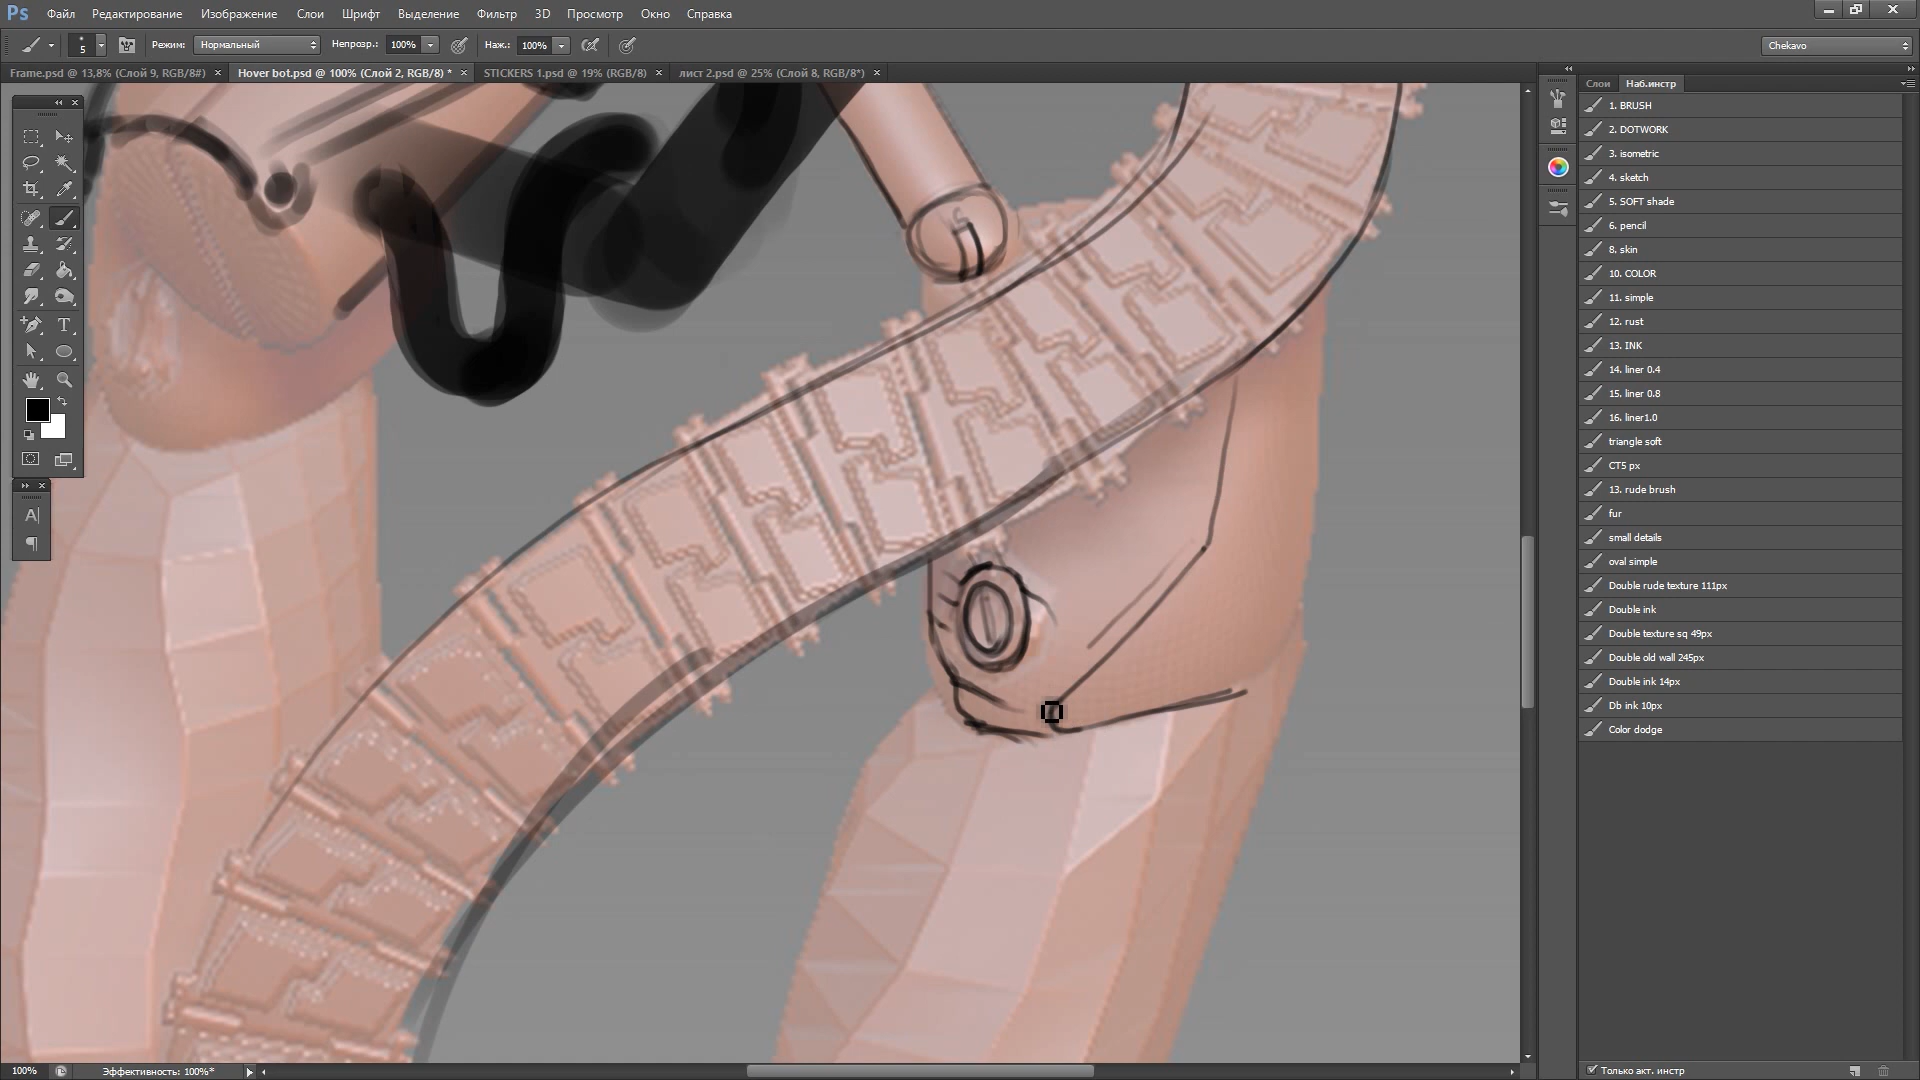 Ps Файл Редактирование Изображение Слои Шрифт Выделение Фильтр 3D Просмотр Окно Справка
5 Режим: Нормальный Непрозр.: 100% Наж.: 100% Chekavo
Frame.psd @ 13,8% (Слой 9, RGB/8#) Hover bot.psd @ 100% (Слой 2, RGB/8) * STICKERS 1.psd @ 19% (RGB/8) лист 2.psd @ 25% (Слой 8, RGB/8*)
Слои Наб.инстр
1. BRUSH
2. DOTWORK
3. isometric
4. sketch
5. SOFT shade
6. pencil
8. skin
10. COLOR
11. simple
12. rust
13. INK
14. liner 0.4
15. liner 0.8
16. liner1.0
triangle soft
CT5 px
13. rude brush
fur
small details
oval simple
Double rude texture 111px
Double ink
Double texture sq 49px
Double old wall 245px
Double ink 14px
Db ink 10px
Color dodge
100% Эффективность: 100%* Только акт. инстр